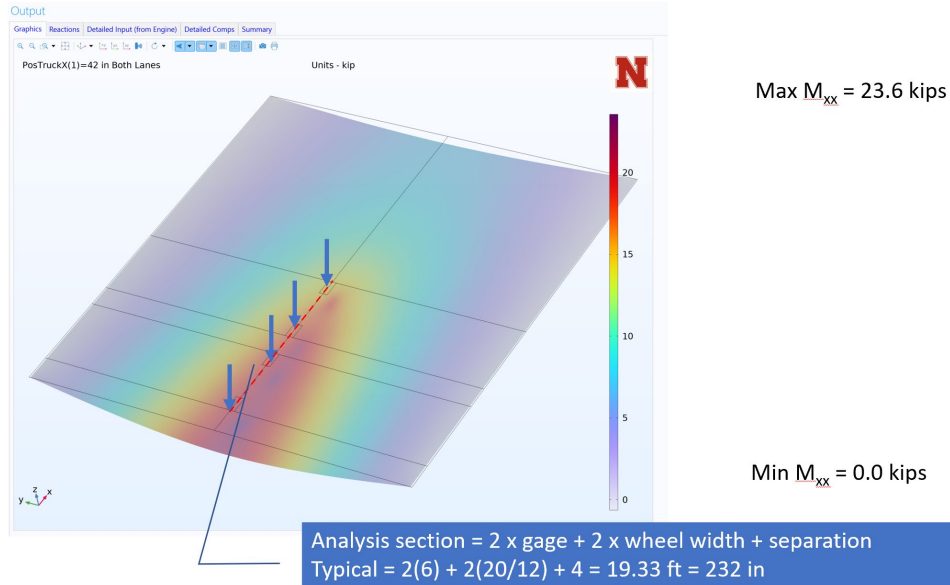 Output
Graphics Reactions Detailed Input (from Engine) Detailed Comps Summary
PosTruckX(1)=42 in Both Lanes
Units - kip
N
Max Mxx = 23.6 kips
20
15
10
5
0
Min Mxx = 0.0 kips
z
y
x
Analysis section = 2 x gage + 2 x wheel width + separation
Typical = 2(6) + 2(20/12) + 4 = 19.33 ft = 232 in